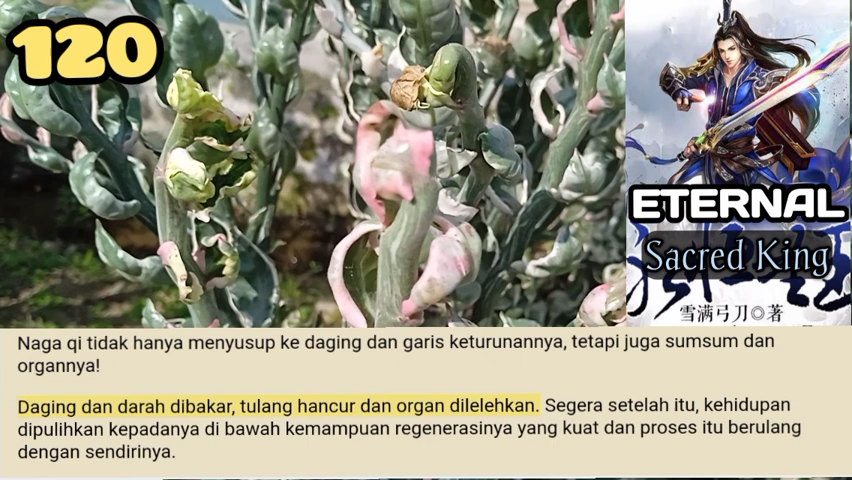 120
ETERNAL
Sacred King
雪满弓刀◎著
Naga qi tidak hanya menyusup ke daging dan garis keturunannya, tetapi juga sumsum dan
organnya!
Daging dan darah dibakar, tulang hancur dan organ dilelehkan. Segera setelah itu, kehidupan
dipulihkan kepadanya di bawah kemampuan regenerasinya yang kuat dan proses itu berulang
dengan sendirinya.